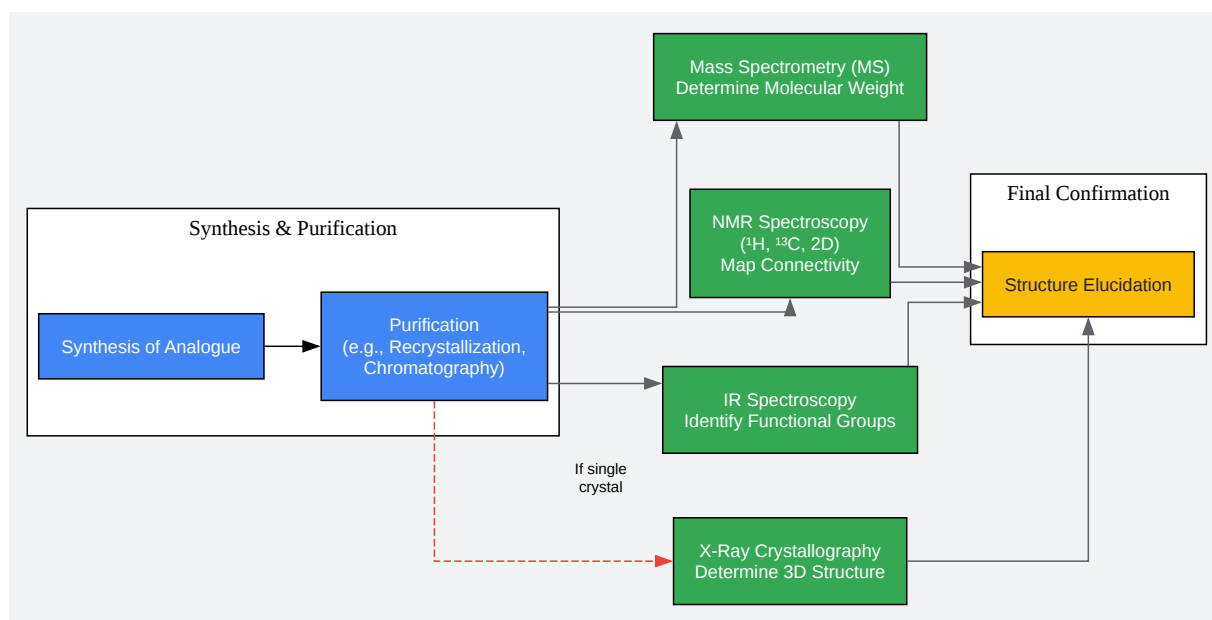 Mass Spectrometry (MS)
Determine Molecular Weight
Final Confirmation
Synthesis & Purification
NMR Spectroscopy
(¹H, ¹³C, 2D)
Map Connectivity
Structure Elucidation
Synthesis of Analogue
Purification
(e.g., Recrystallization,
Chromatography)
IR Spectroscopy
Identify Functional Groups
If single
crystal
X-Ray Crystallography
Determine 3D Structure